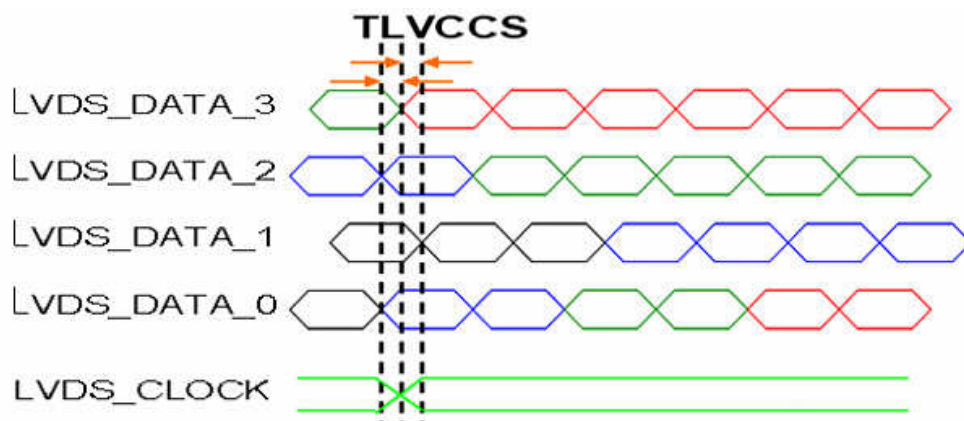 TLVCCS
LVDS_DATA_3
LVDS_DATA_2
LVDS_DATA_1
LVDS_DATA_0
LVDS_CLOCK